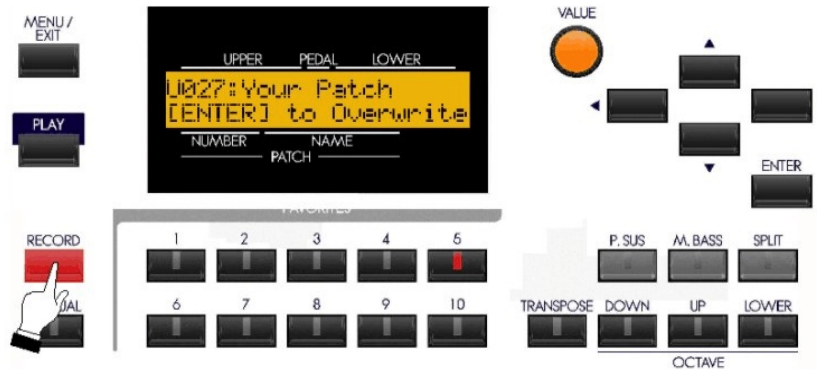 MENU /
EXIT
VALUE
UPPER PEDAL LOWER
U027:Your Patch
[ENTER] to Overwrite
NUMBER NAME
PATCH
PLAY
ENTER
FAVORITES
RECORD
1 2 3 4 5
P. SUS M. BASS SPLIT
6 7 8 9 10
TRANSPOSE DOWN UP LOWER
OCTAVE